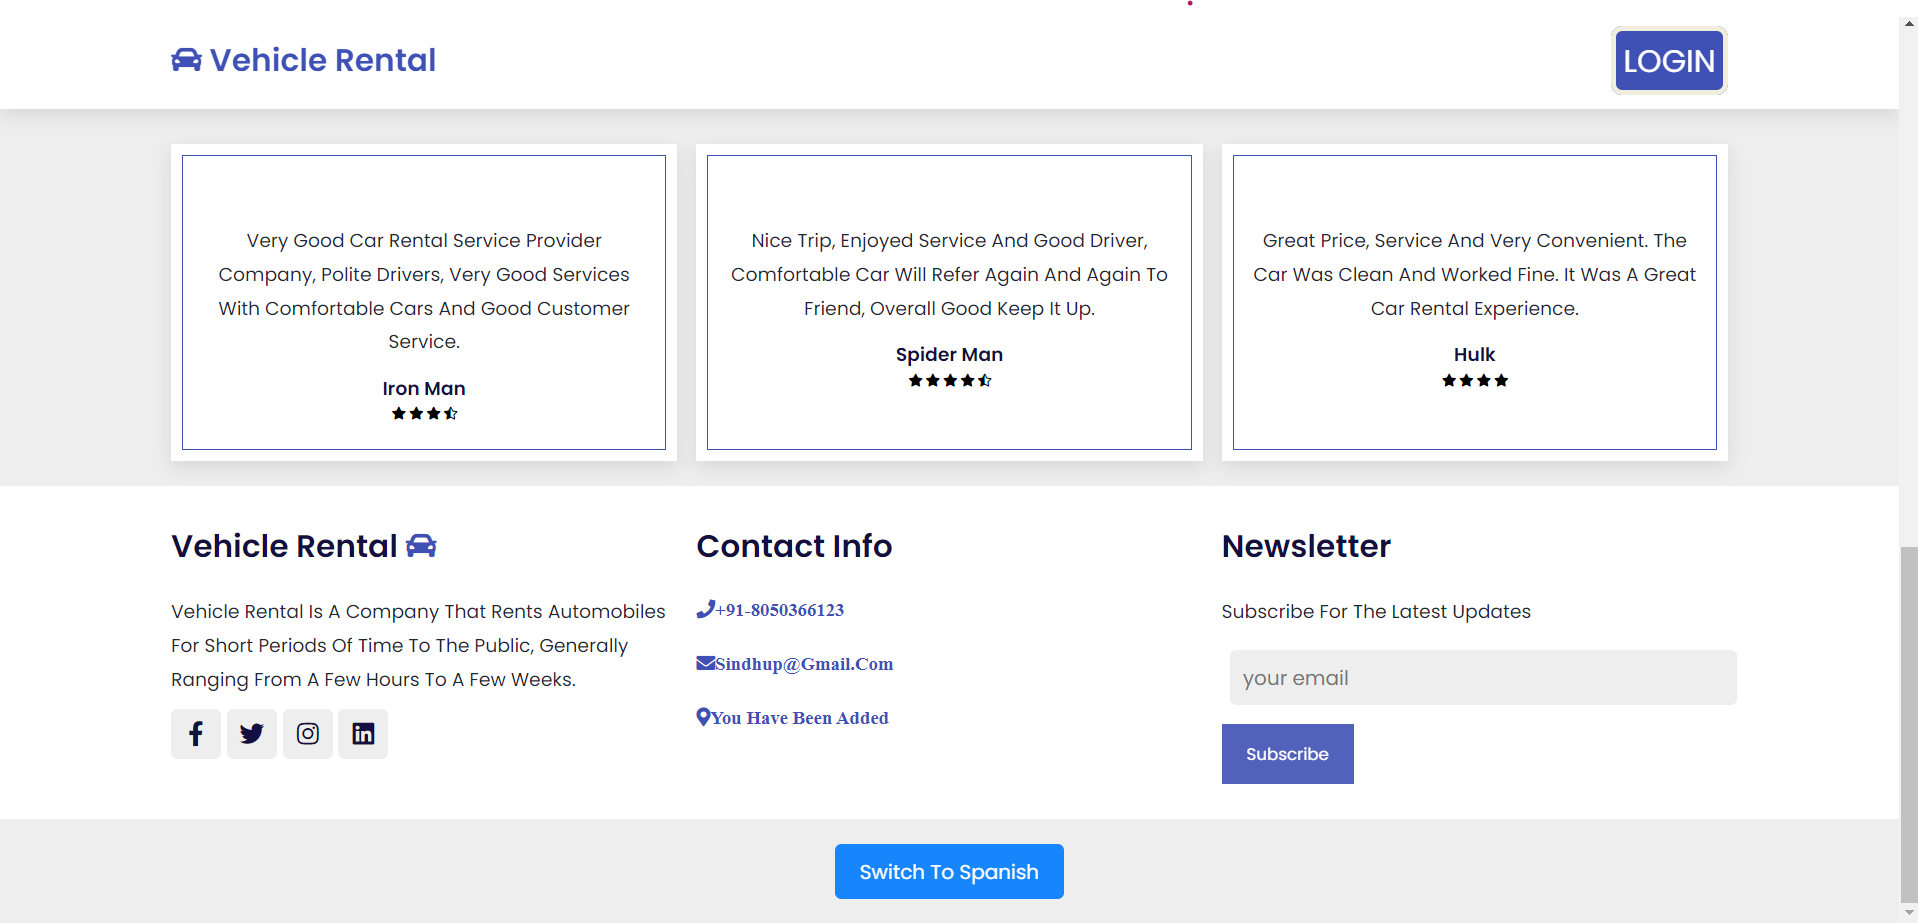 Vehicle Rental
LOGIN
Very Good Car Rental Service Provider
Company, Polite Drivers, Very Good Services
With Comfortable Cars And Good Customer
Service.
Iron Man
Nice Trip, Enjoyed Service And Good Driver,
Comfortable Car Will Refer Again And Again To
Friend, Overall Good Keep It Up.
Spider Man
Great Price, Service And Very Convenient. The
Car Was Clean And Worked Fine. It Was A Great
Car Rental Experience.
Hulk
Vehicle Rental
Vehicle Rental Is A Company That Rents Automobiles
For Short Periods Of Time To The Public, Generally
Ranging From A Few Hours To A Few Weeks.
Contact Info
+91-8050366123
Sindhup@Gmail.Com
You Have Been Added
Newsletter
Subscribe For The Latest Updates
your email
Subscribe
Switch To Spanish